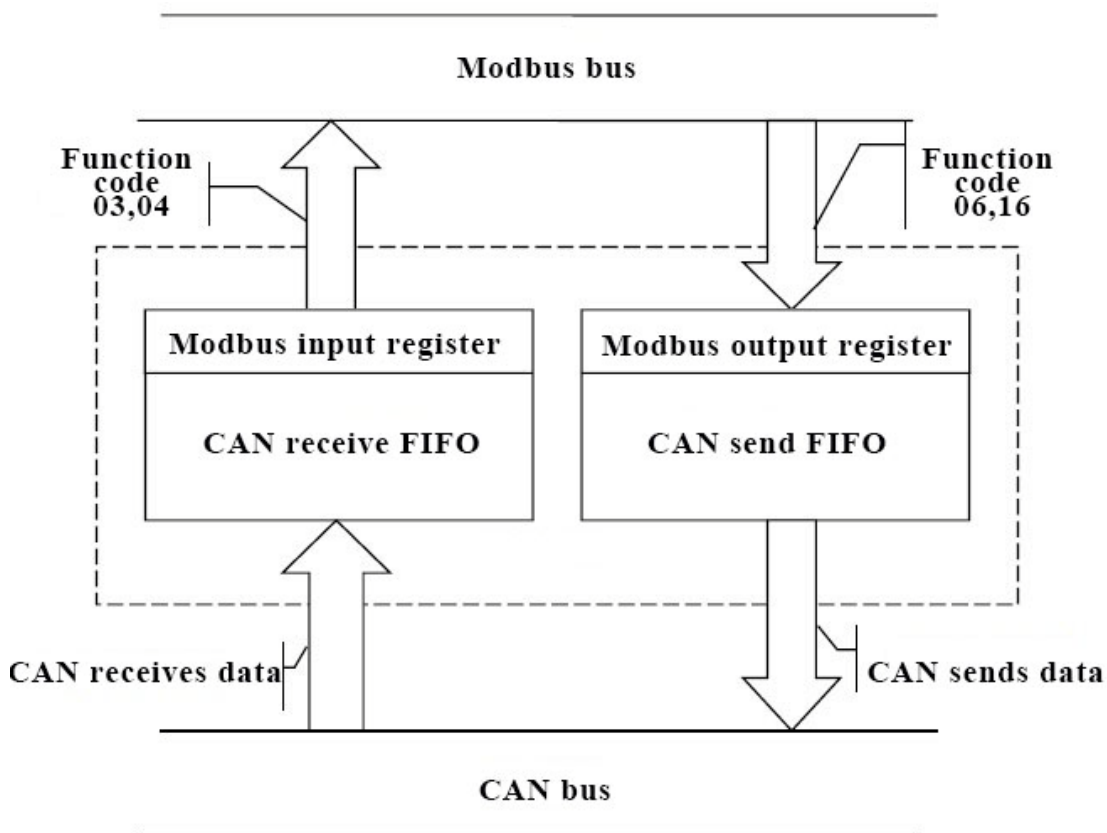 Modbus bus
Function
code
03,04
Function
code
06,16
Modbus input register
Modbus output register
CAN receive FIFO
CAN send FIFO
CAN receives data
CAN sends data
CAN bus